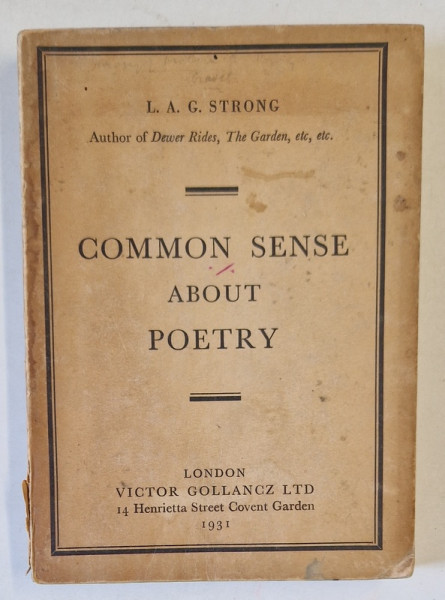 L. A. G. STRONG
Author of Dewer Rides, The Garden, etc, etc.
COMMON SENSE
ABOUT
POETRY
LONDON
VICTOR GOLLANCZ LTD
14 Henrietta Street Covent Garden
1931